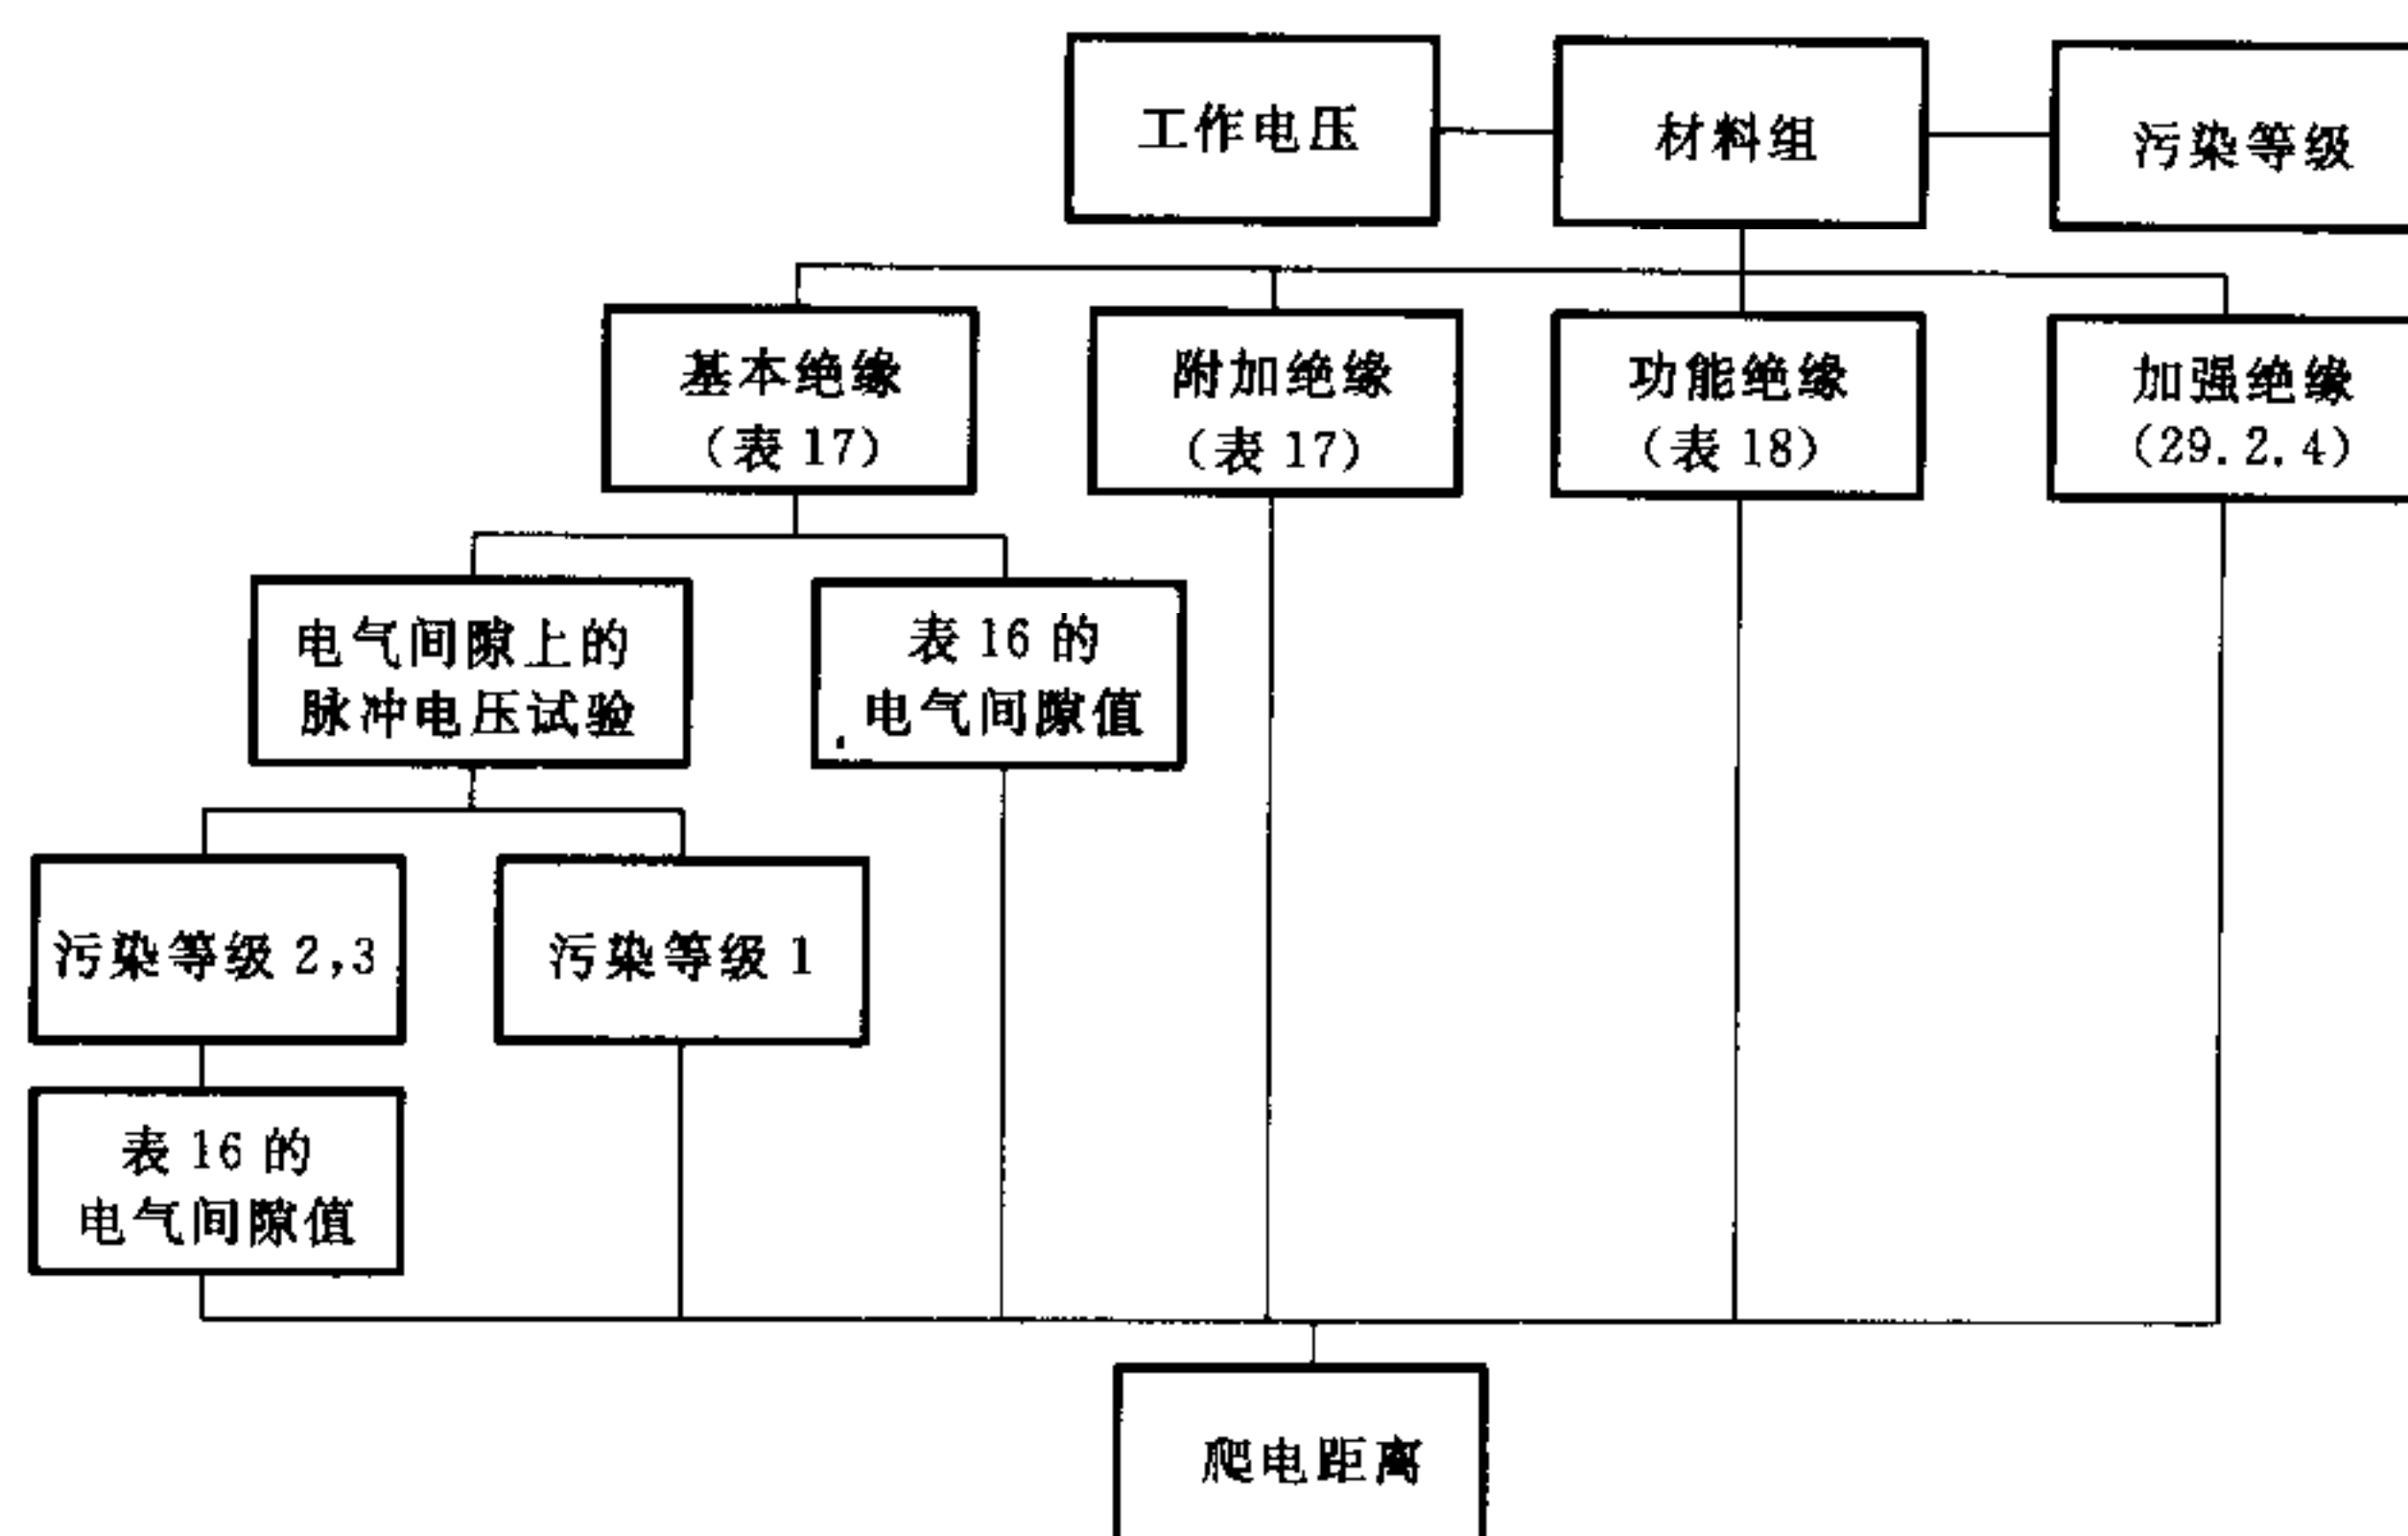 工作电压
材料组
污染等级
基本绝缘
(表 17)
附加绝缘
(表 17)
功能绝缘
(表 18)
加强绝缘
(29.2.4)
电气间隙上的
脉冲电压试验
表 16 的
电气间隙值
污染等级 2,3
污染等级 1
表 16 的
电气间隙值
爬电距离